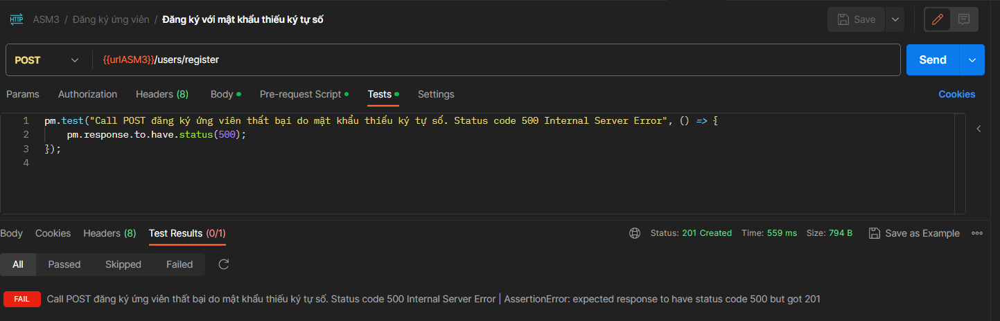 HTTP ASM3 / Đăng ký ứng viên / Đăng ký với mật khẩu thiếu ký tự số Save
POST {{urlASM3}}/users/register Send
Params Authorization Headers (8) Body Pre-request Script Tests Settings Cookies
1 pm.test("Call POST đăng ký ứng viên thất bại do mật khẩu thiếu ký tự số. Status code 500 Internal Server Error", () => {
2 pm.response.to.have.status(500);
3 });
4
Body Cookies Headers (8) Test Results (0/1) Status: 201 Created Time: 559 ms Size: 794 B Save as Example
All Passed Skipped Failed
FAIL Call POST đăng ký ứng viên thất bại do mật khẩu thiếu ký tự số. Status code 500 Internal Server Error | AssertionError: expected response to have status code 500 but got 201